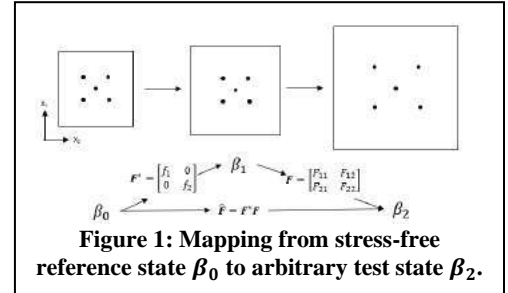 x₁
x₂
F* = [f₁ 0
0 f₂]
β₁
F = [F₁₁ F₁₂
F₂₁ F₂₂]
β₀
F̂ = F*F
β₂
Figure 1: Mapping from stress-free
reference state β₀ to arbitrary test state β₂.